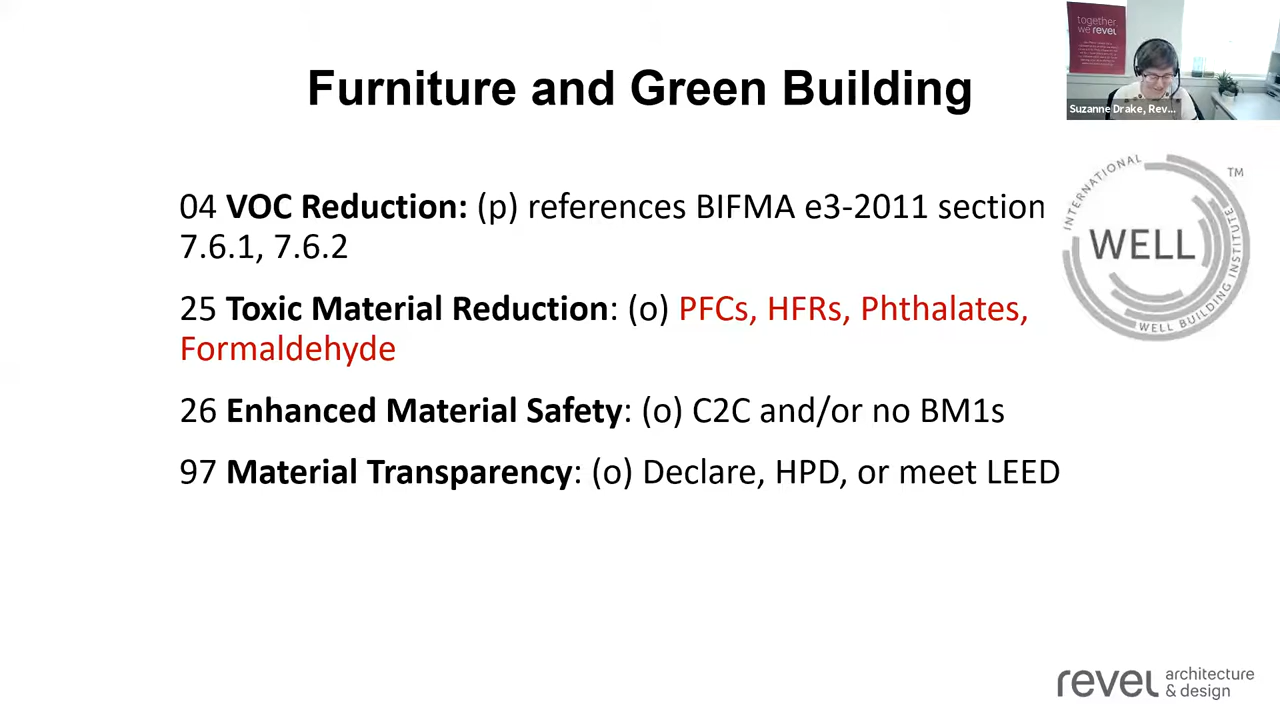 Furniture and Green Building
together,
we revel
Suzanne Drake, Rev...
04 VOC Reduction: (p) references BIFMA e3-2011 section
7.6.1, 7.6.2
25 Toxic Material Reduction: (o) PFCs, HFRs, Phthalates,
Formaldehyde
26 Enhanced Material Safety: (o) C2C and/or no BM1s
97 Material Transparency: (o) Declare, HPD, or meet LEED
INTERNATIONAL
WELL
WELL BUILDING INSTITUTE
TM
revel architecture
& design